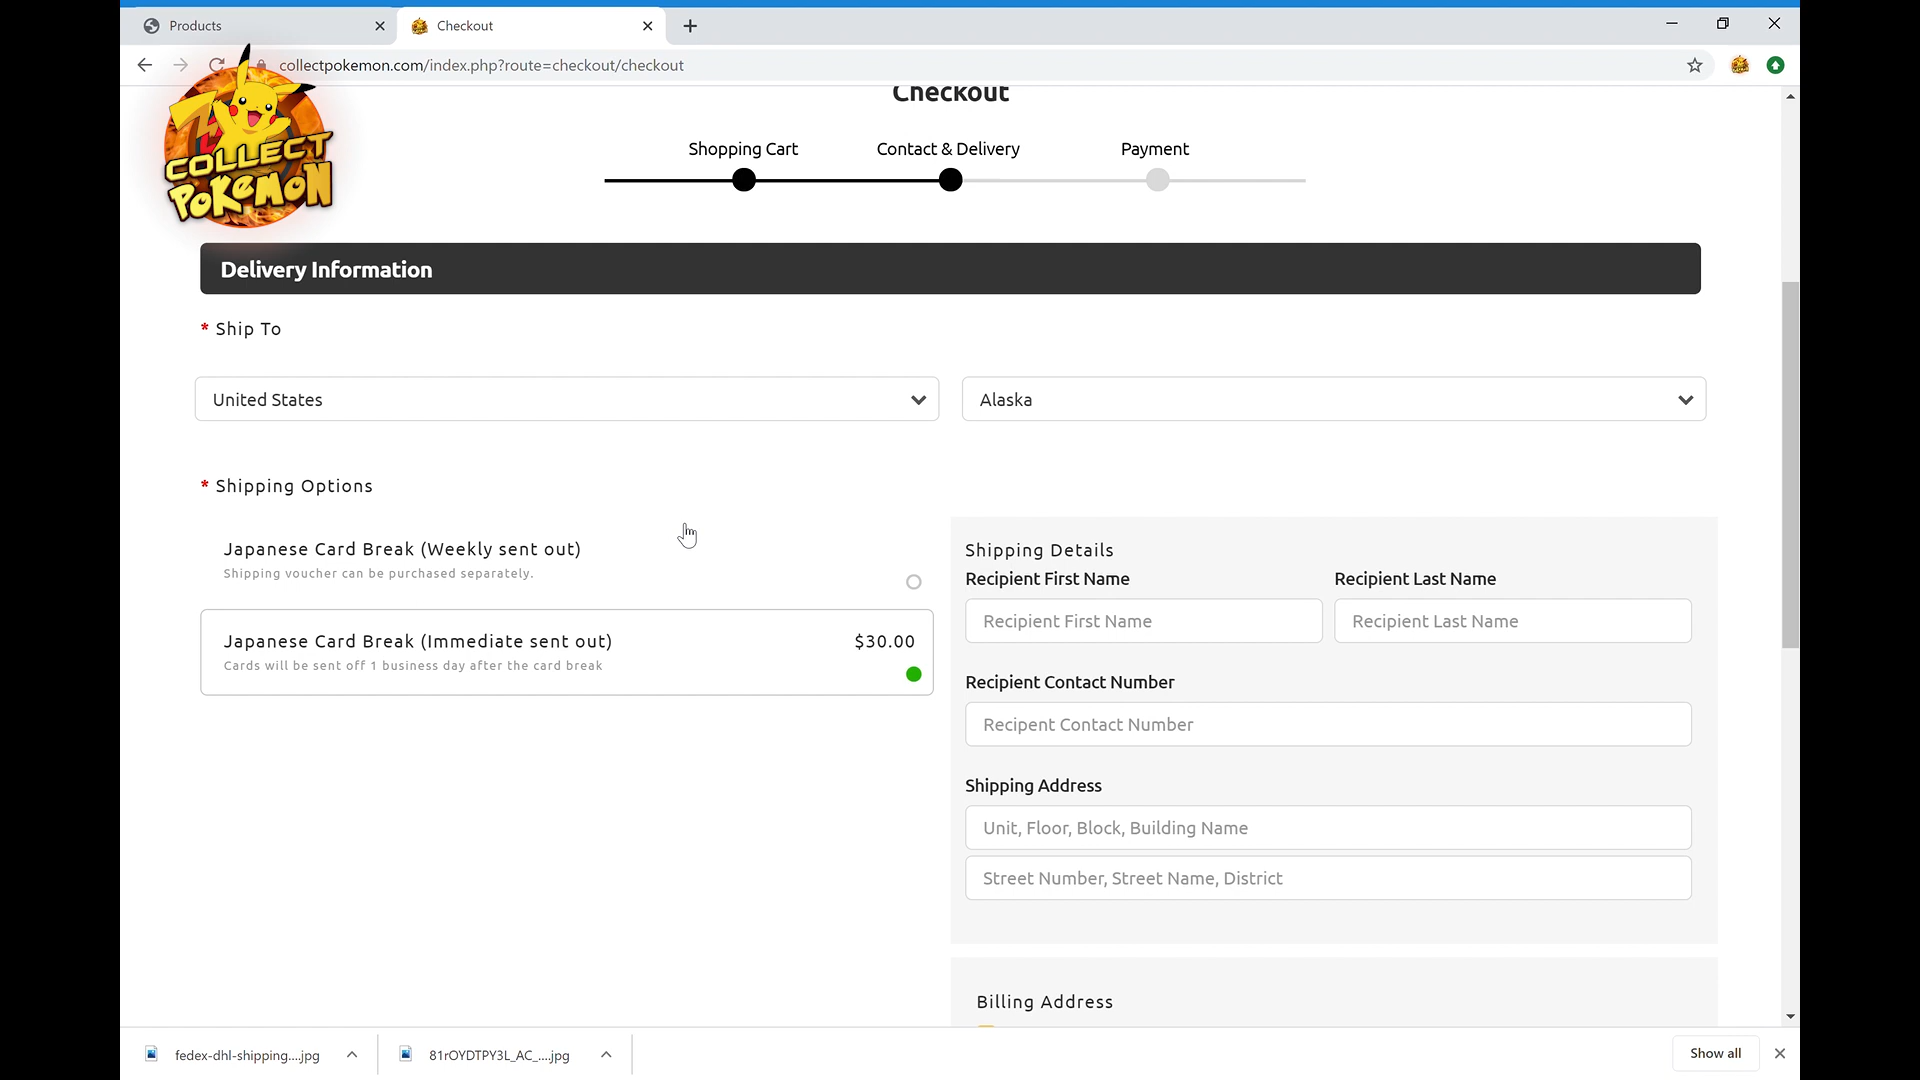 Products
Checkout
collectpokemon.com/index.php?route=checkout/checkout
COLLECT
POKEMON
Checkout
Shopping Cart
Contact & Delivery
Payment
Delivery Information
* Ship To
United States
Alaska
* Shipping Options
Japanese Card Break (Weekly sent out)
Shipping voucher can be purchased separately.
Japanese Card Break (Immediate sent out)
$30.00
Cards will be sent off 1 business day after the card break
Shipping Details
Recipient First Name
Recipient Last Name
Recipient First Name
Recipient Last Name
Recipient Contact Number
Recipent Contact Number
Shipping Address
Unit, Floor, Block, Building Name
Street Number, Street Name, District
Billing Address
fedex-dhl-shipping....jpg
81rOYDTPY3L_AC_....jpg
Show all